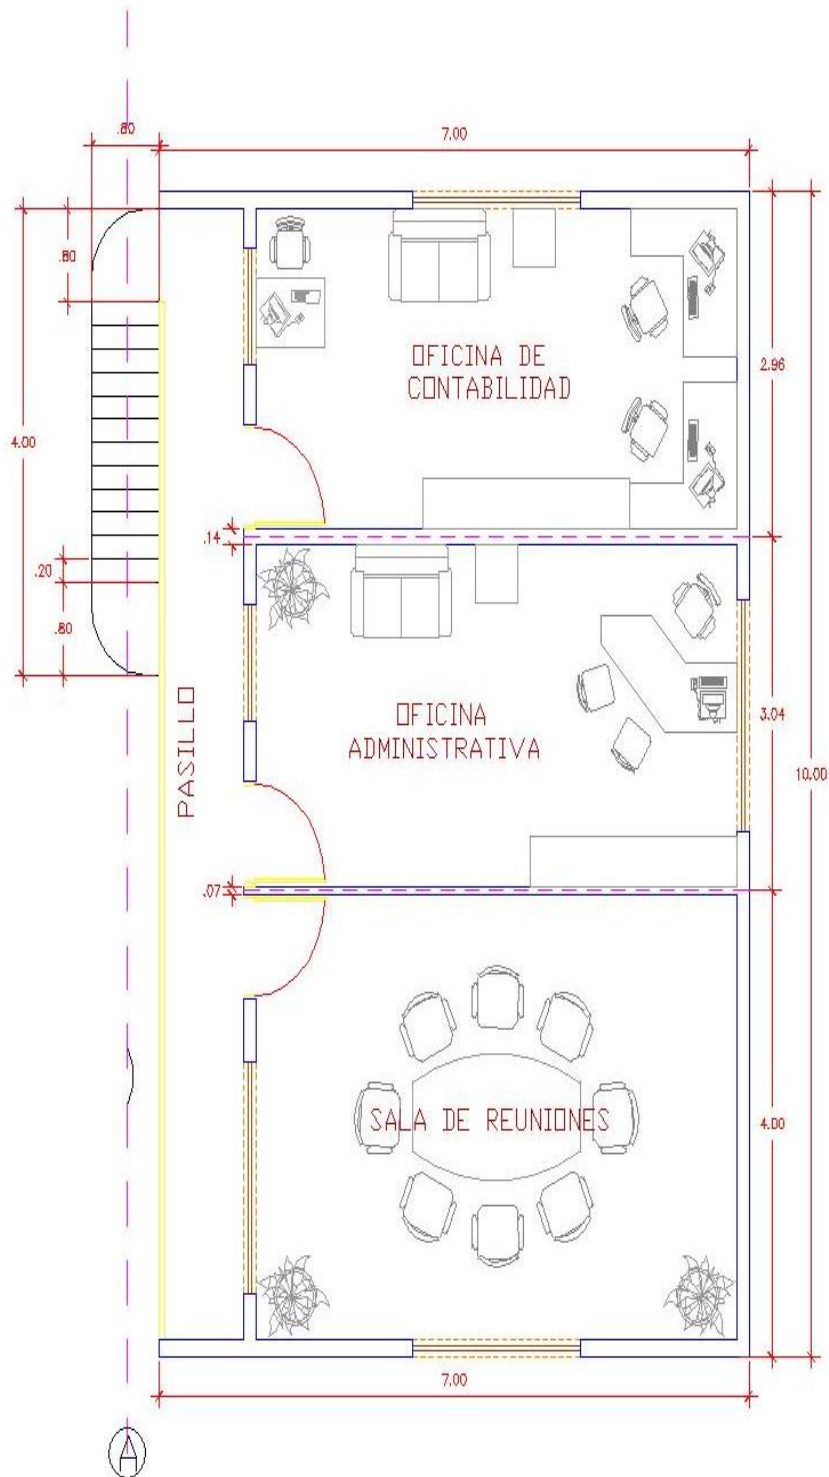 .80
7.00
.80
2.96
OFICINA DE
CONTABILIDAD
4.00
.14
.20
.80
PASILLO
OFICINA
ADMINISTRATIVA
3.04
10.00
.07
SALA DE REUNIONES
4.00
7.00
A